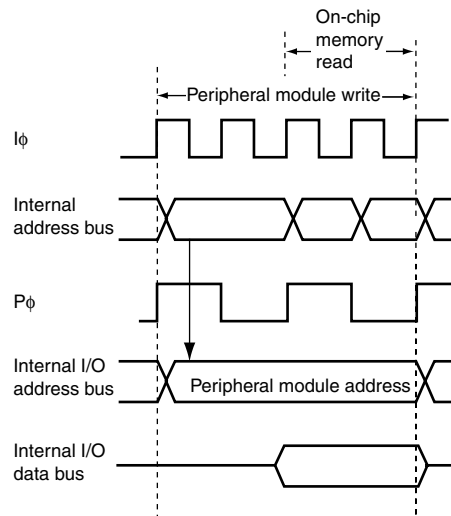 On-chip
memory
read
Peripheral module write
Iϕ
Internal
address bus
Pϕ
Internal I/O
address bus
Peripheral module address
Internal I/O
data bus